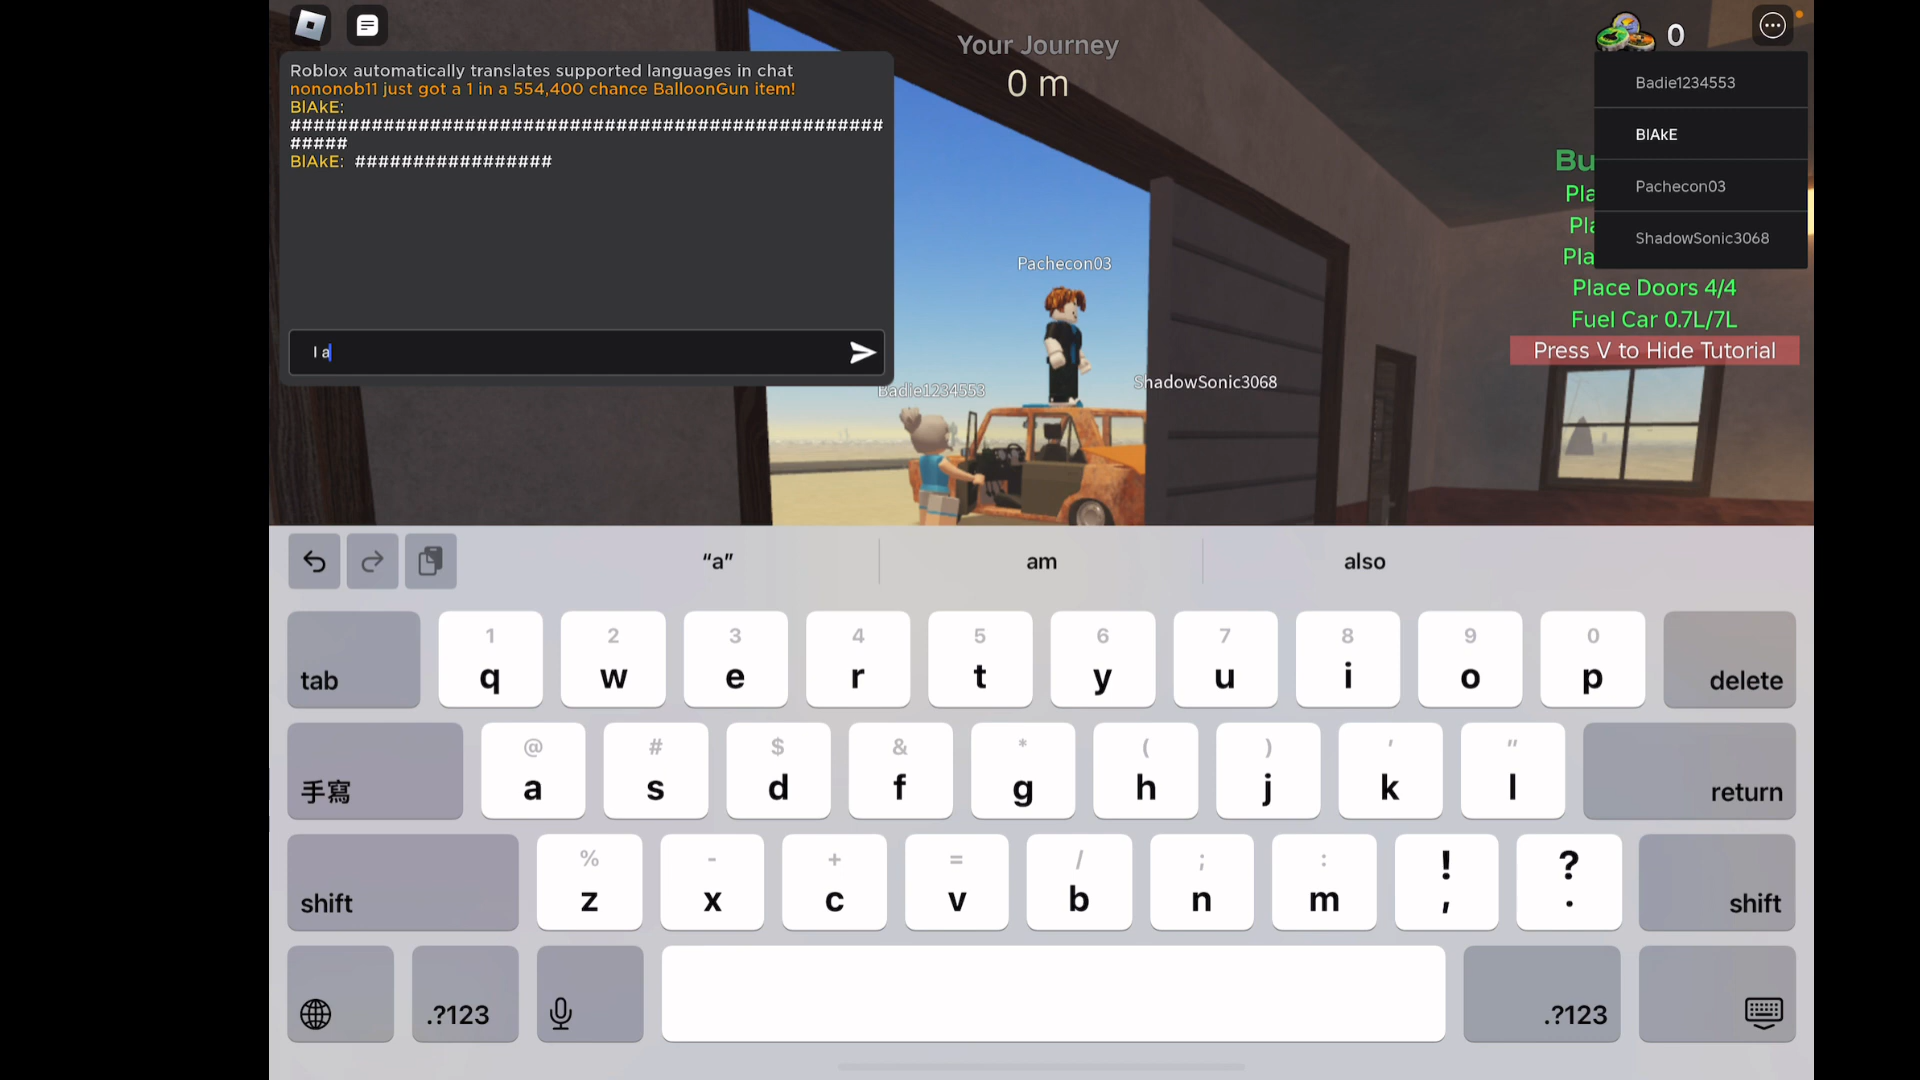 Your Journey
0 m
0
Roblox automatically translates supported languages in chat
nononob11 just got a 1 in a 554,400 chance BalloonGun item!
BlAkE:
###################################################
#####
BlAkE: #################
I a
Badie1234553
BlAkE
Pachecon03
ShadowSonic3068
Bu
Pla
Pla
Pla
Place Doors 4/4
Fuel Car 0.7L/7L
Press V to Hide Tutorial
Pachecon03
Badie1234553
ShadowSonic3068
“a” am also
1 2 3 4 5 6 7 8 9 0
tab q w e r t y u i o p delete
@ # $ & * ( ) ' "
手寫 a s d f g h j k l return
% - + = / ; : ! ?
shift z x c v b n m , . shift
.?123 .?123